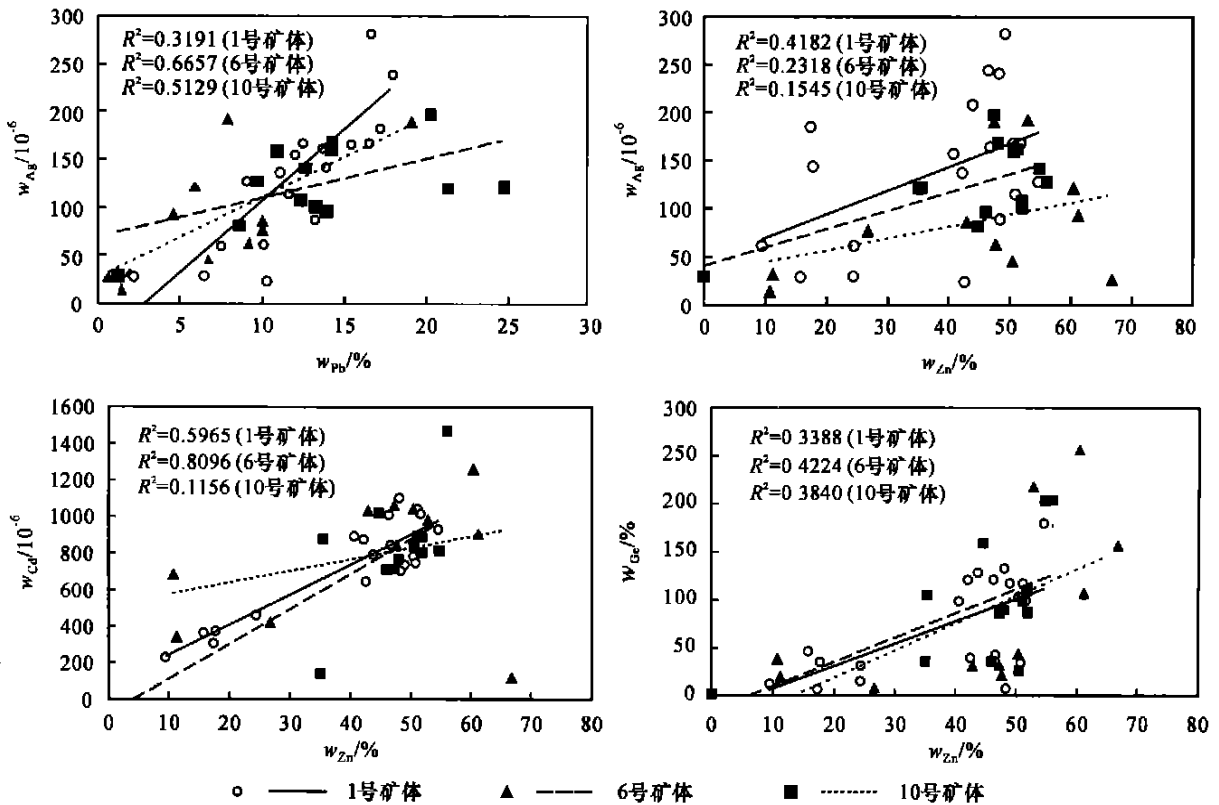 R²=0.3191 (1号矿体)
R²=0.6657 (6号矿体)
R²=0.5129 (10号矿体)
300
250
200
150
100
50
0
w_Ag/10⁻⁶
0 5 10 15 20 25 30
w_Pb/%
R²=0.4182 (1号矿体)
R²=0.2318 (6号矿体)
R²=0.1545 (10号矿体)
300
250
200
150
100
50
0
w_Ag/10⁻⁶
0 10 20 30 40 50 60 70 80
w_Zn/%
R²=0.5965 (1号矿体)
R²=0.8096 (6号矿体)
R²=0.1156 (10号矿体)
1600
1400
1200
1000
800
600
400
200
0
w_Cd/10⁻⁶
0 10 20 30 40 50 60 70 80
w_Zn/%
R²=0 3388 (1号矿体)
R²=0 4224 (6号矿体)
R²=0 3840 (10号矿体)
300
250
200
150
100
50
0
w_Ge/%
0 10 20 30 40 50 60 70 80
w_Zn/%
1号矿体 6号矿体 10号矿体